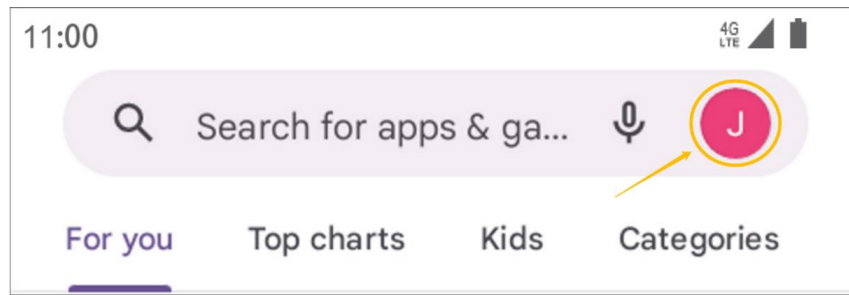 11:00 4G LTE
Search for apps & ga... J
For you Top charts Kids Categories